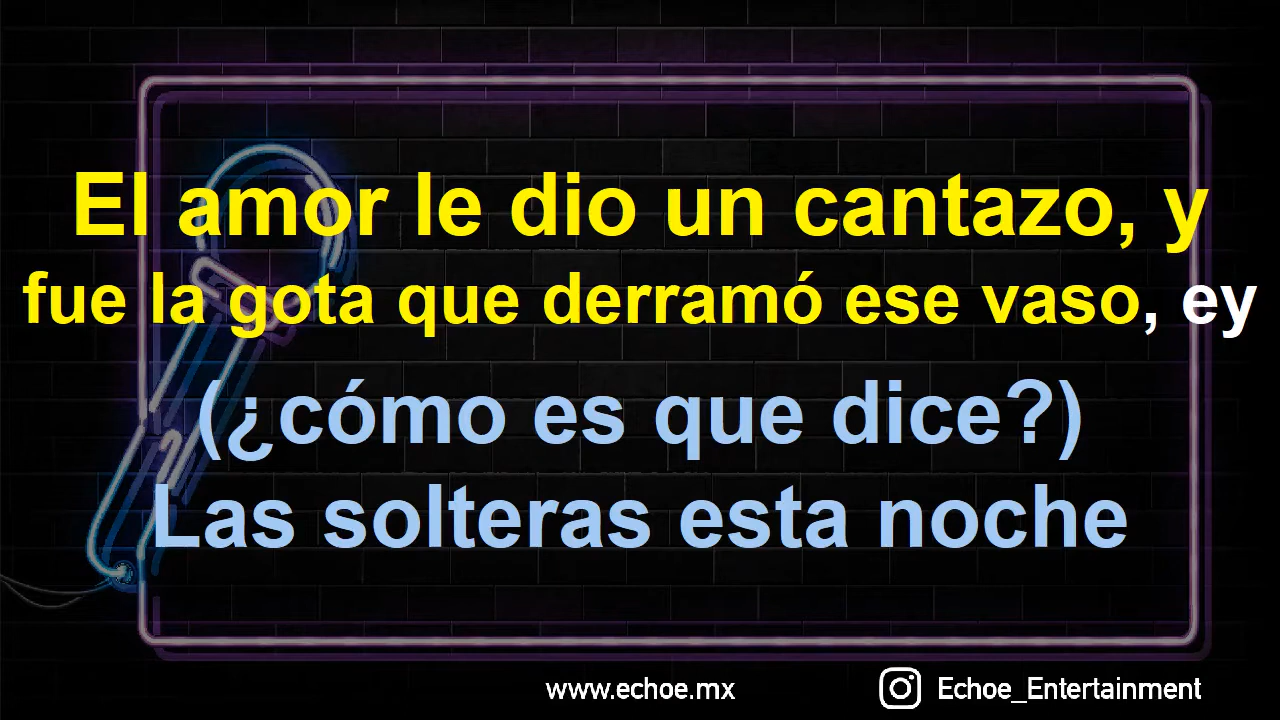 El amor le dio un cantazo, y
fue la gota que derramó ese vaso, ey
(¿cómo es que dice?)
Las solteras esta noche
www.echoe.mx
Echoe_Entertainment